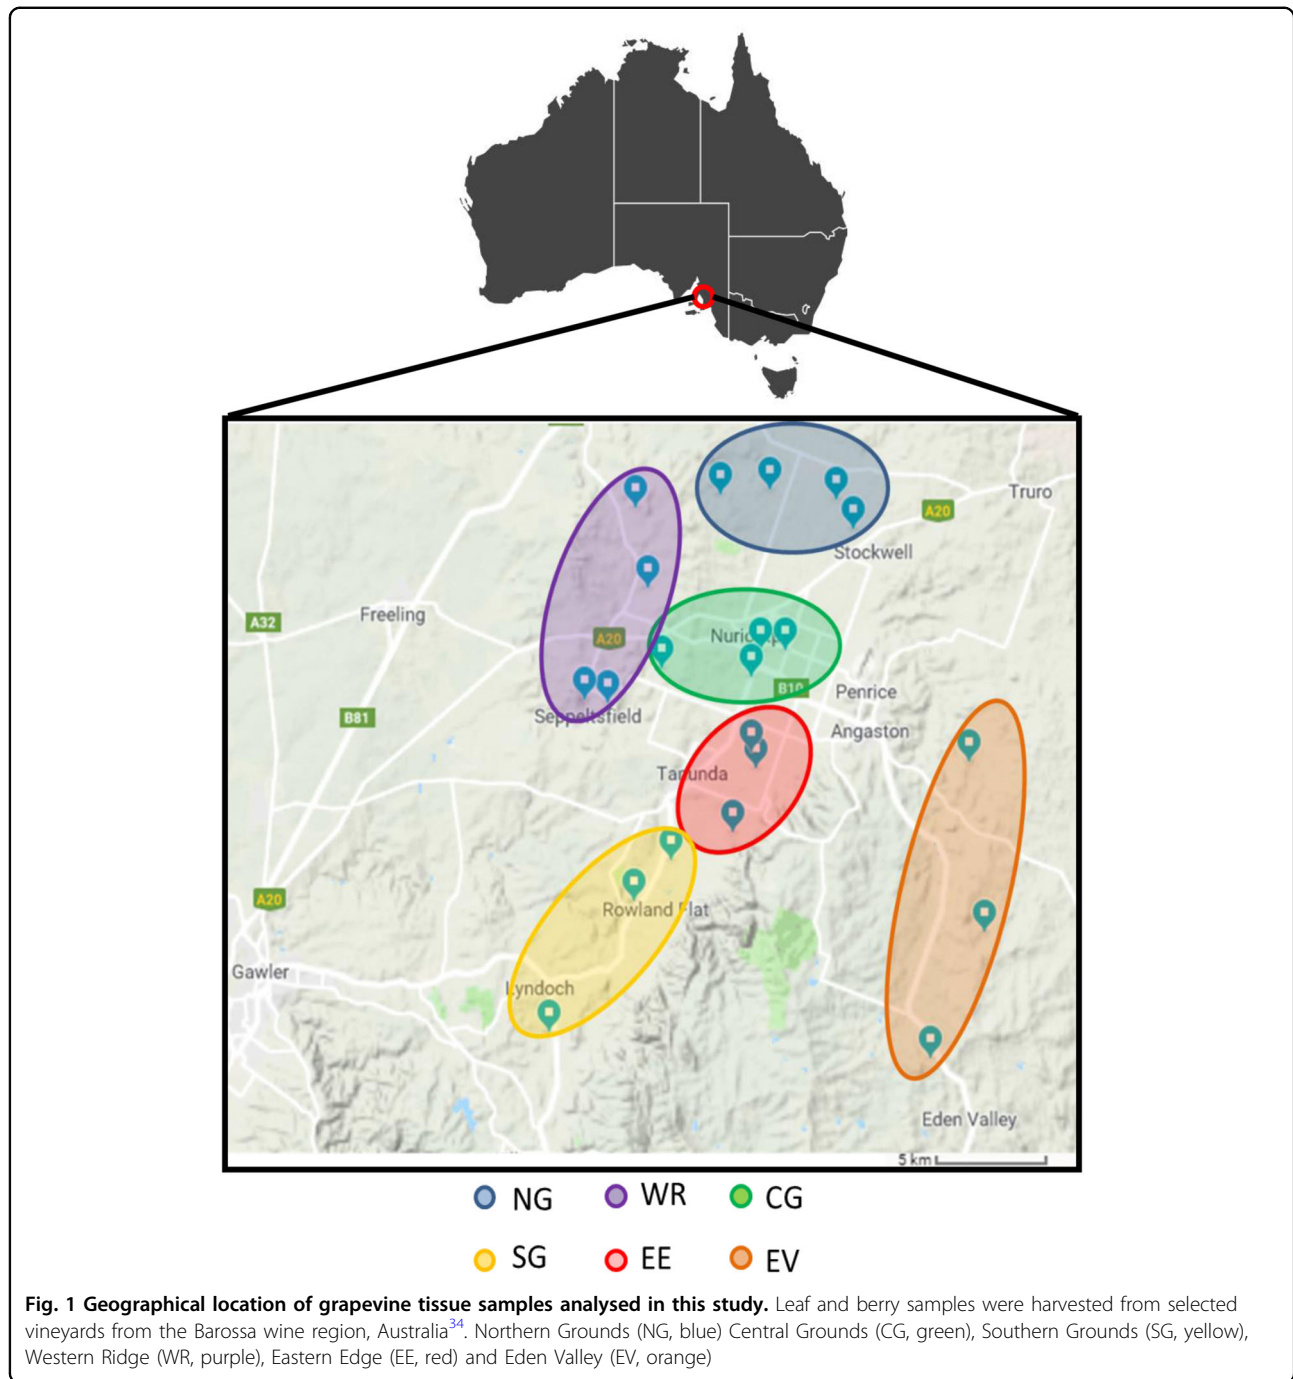 Truro
A20
Stockwell
Freeling
A32
A20
B10
Penrice
Seppeltsfield
B81
Angaston
Tanunda
A20
Rowland Flat
Gawler
Lyndoch
Eden Valley
5 km
NG WR CG
SG EE EV
Fig. 1 Geographical location of grapevine tissue samples analysed in this study. Leaf and berry samples were harvested from selected
vineyards from the Barossa wine region, Australia34. Northern Grounds (NG, blue) Central Grounds (CG, green), Southern Grounds (SG, yellow),
Western Ridge (WR, purple), Eastern Edge (EE, red) and Eden Valley (EV, orange)